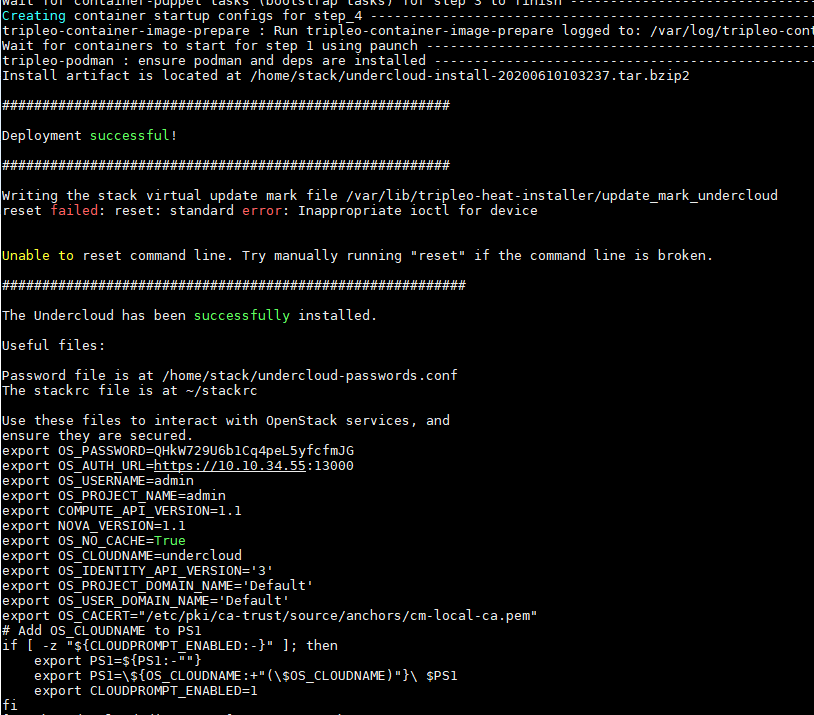 Wait for container-puppet tasks (bootstrap tasks) for step 3 to finish ------------------------------
Creating container startup configs for step_4 --------------------------------------------------------
tripleo-container-image-prepare : Run tripleo-container-image-prepare logged to: /var/log/tripleo-cont
Wait for containers to start for step 1 using paunch -------------------------------------------------
tripleo-podman : ensure podman and deps are installed ------------------------------------------------
Install artifact is located at /home/stack/undercloud-install-20200610103237.tar.bzip2
########################################################
Deployment successful!
########################################################
Writing the stack virtual update mark file /var/lib/tripleo-heat-installer/update_mark_undercloud
reset failed: reset: standard error: Inappropriate ioctl for device
Unable to reset command line. Try manually running "reset" if the command line is broken.
##########################################################
The Undercloud has been successfully installed.
Useful files:
Password file is at /home/stack/undercloud-passwords.conf
The stackrc file is at ~/stackrc
Use these files to interact with OpenStack services, and
ensure they are secured.
export OS_PASSWORD=QHkW729U6b1Cq4peL5yfcfmJG
export OS_AUTH_URL=https://10.10.34.55:13000
export OS_USERNAME=admin
export OS_PROJECT_NAME=admin
export COMPUTE_API_VERSION=1.1
export NOVA_VERSION=1.1
export OS_NO_CACHE=True
export OS_CLOUDNAME=undercloud
export OS_IDENTITY_API_VERSION='3'
export OS_PROJECT_DOMAIN_NAME='Default'
export OS_USER_DOMAIN_NAME='Default'
export OS_CACERT="/etc/pki/ca-trust/source/anchors/cm-local-ca.pem"
# Add OS_CLOUDNAME to PS1
if [ -z "${CLOUDPROMPT_ENABLED:-}" ]; then
    export PS1=${PS1:-""}
    export PS1=\${OS_CLOUDNAME:+"(\$OS_CLOUDNAME)"}\ $PS1
    export CLOUDPROMPT_ENABLED=1
fi